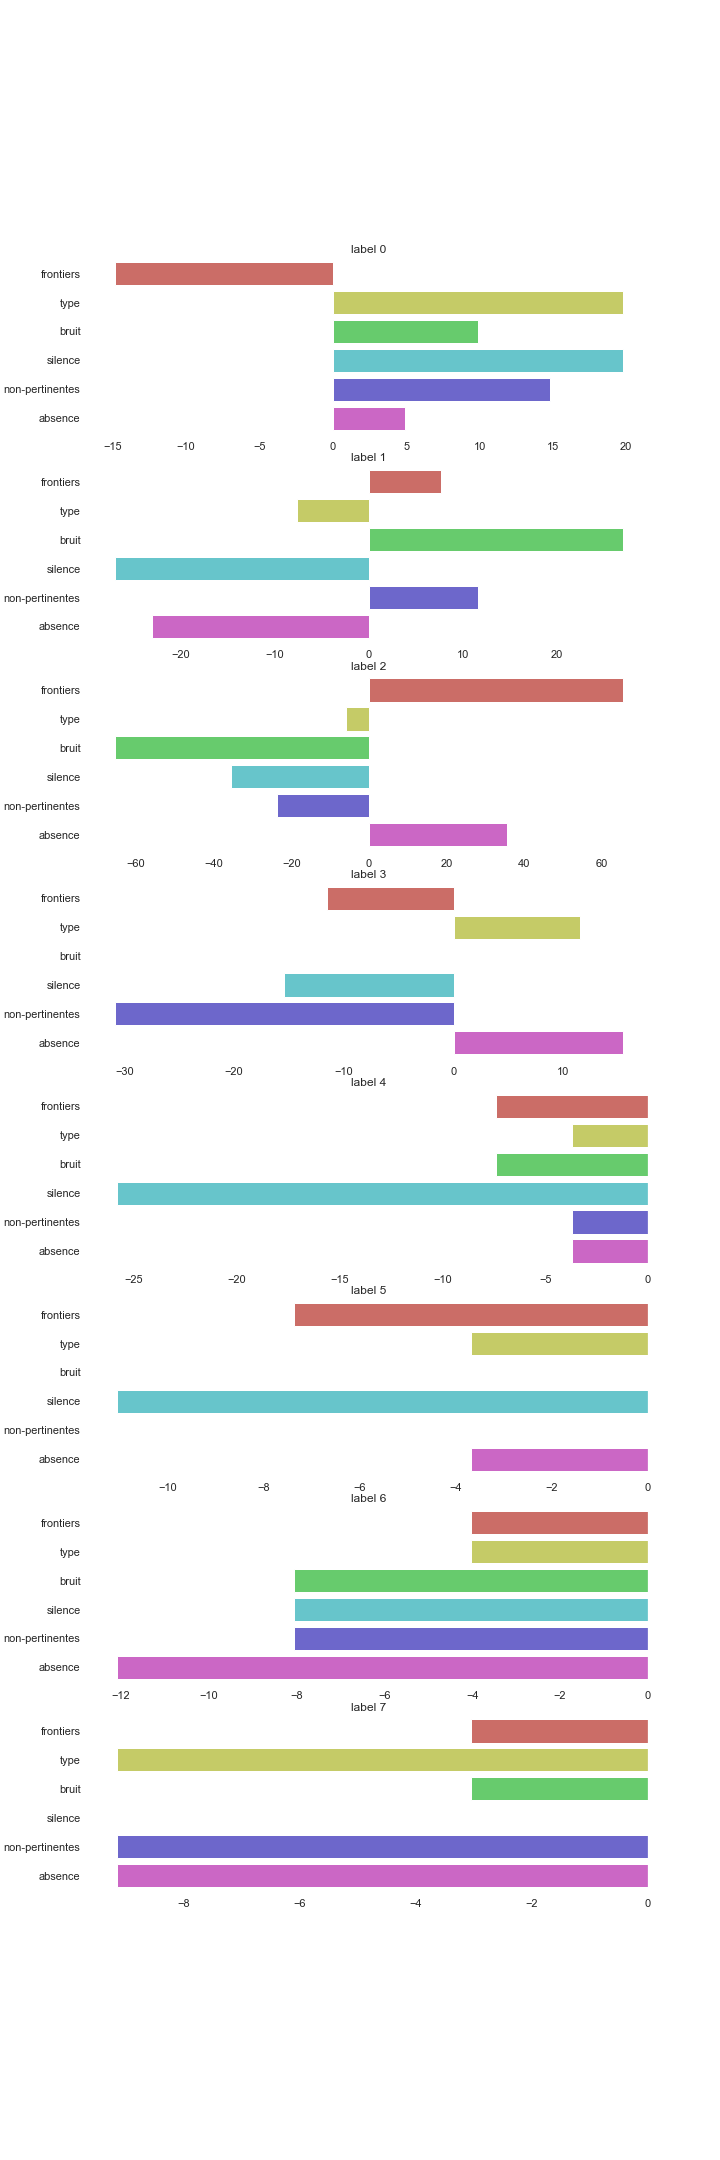 label 0
frontiers
type
bruit
silence
non-pertinentes
absence
−15 −10 −5 0 5 10 15 20
label 1
frontiers
type
bruit
silence
non-pertinentes
absence
−20 −10 0 10 20
label 2
frontiers
type
bruit
silence
non-pertinentes
absence
−60 −40 −20 0 20 40 60
label 3
frontiers
type
bruit
silence
non-pertinentes
absence
−30 −20 −10 0 10
label 4
frontiers
type
bruit
silence
non-pertinentes
absence
−25 −20 −15 −10 −5 0
label 5
frontiers
type
bruit
silence
non-pertinentes
absence
−10 −8 −6 −4 −2 0
label 6
frontiers
type
bruit
silence
non-pertinentes
absence
−12 −10 −8 −6 −4 −2 0
label 7
frontiers
type
bruit
silence
non-pertinentes
absence
−8 −6 −4 −2 0